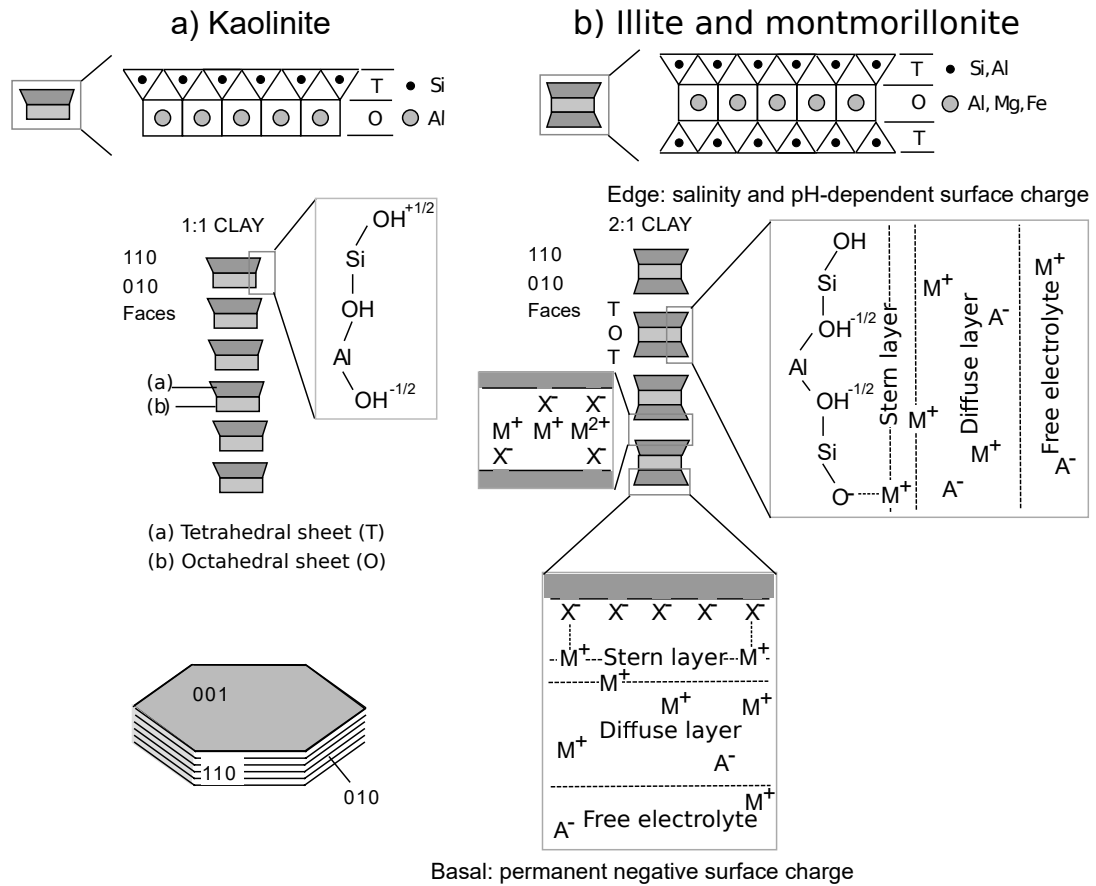 a) Kaolinite
T
Si
O
Al
1:1 CLAY
110
010
Faces
(a)
(b)
OH+1/2
Si
OH
Al
OH-1/2
(a) Tetrahedral sheet (T)
(b) Octahedral sheet (O)
001
110
010
b) Illite and montmorillonite
T
Si,Al
O
Al, Mg,Fe
T
Edge: salinity and pH-dependent surface charge
2:1 CLAY
110
010
Faces
T
O
T
X- X-
M+ M+ M2+
X- X-
OH
Si
OH-1/2
Al
OH-1/2
Si
O-
M+
Stern layer
M+
M+
A-
Diffuse layer
M+
A-
M+
Free electrolyte
A-
X- X- X- X- X-
M+ Stern layer M+
M+
M+ M+
Diffuse layer
M+
A-
M+
A- Free electrolyte
Basal: permanent negative surface charge